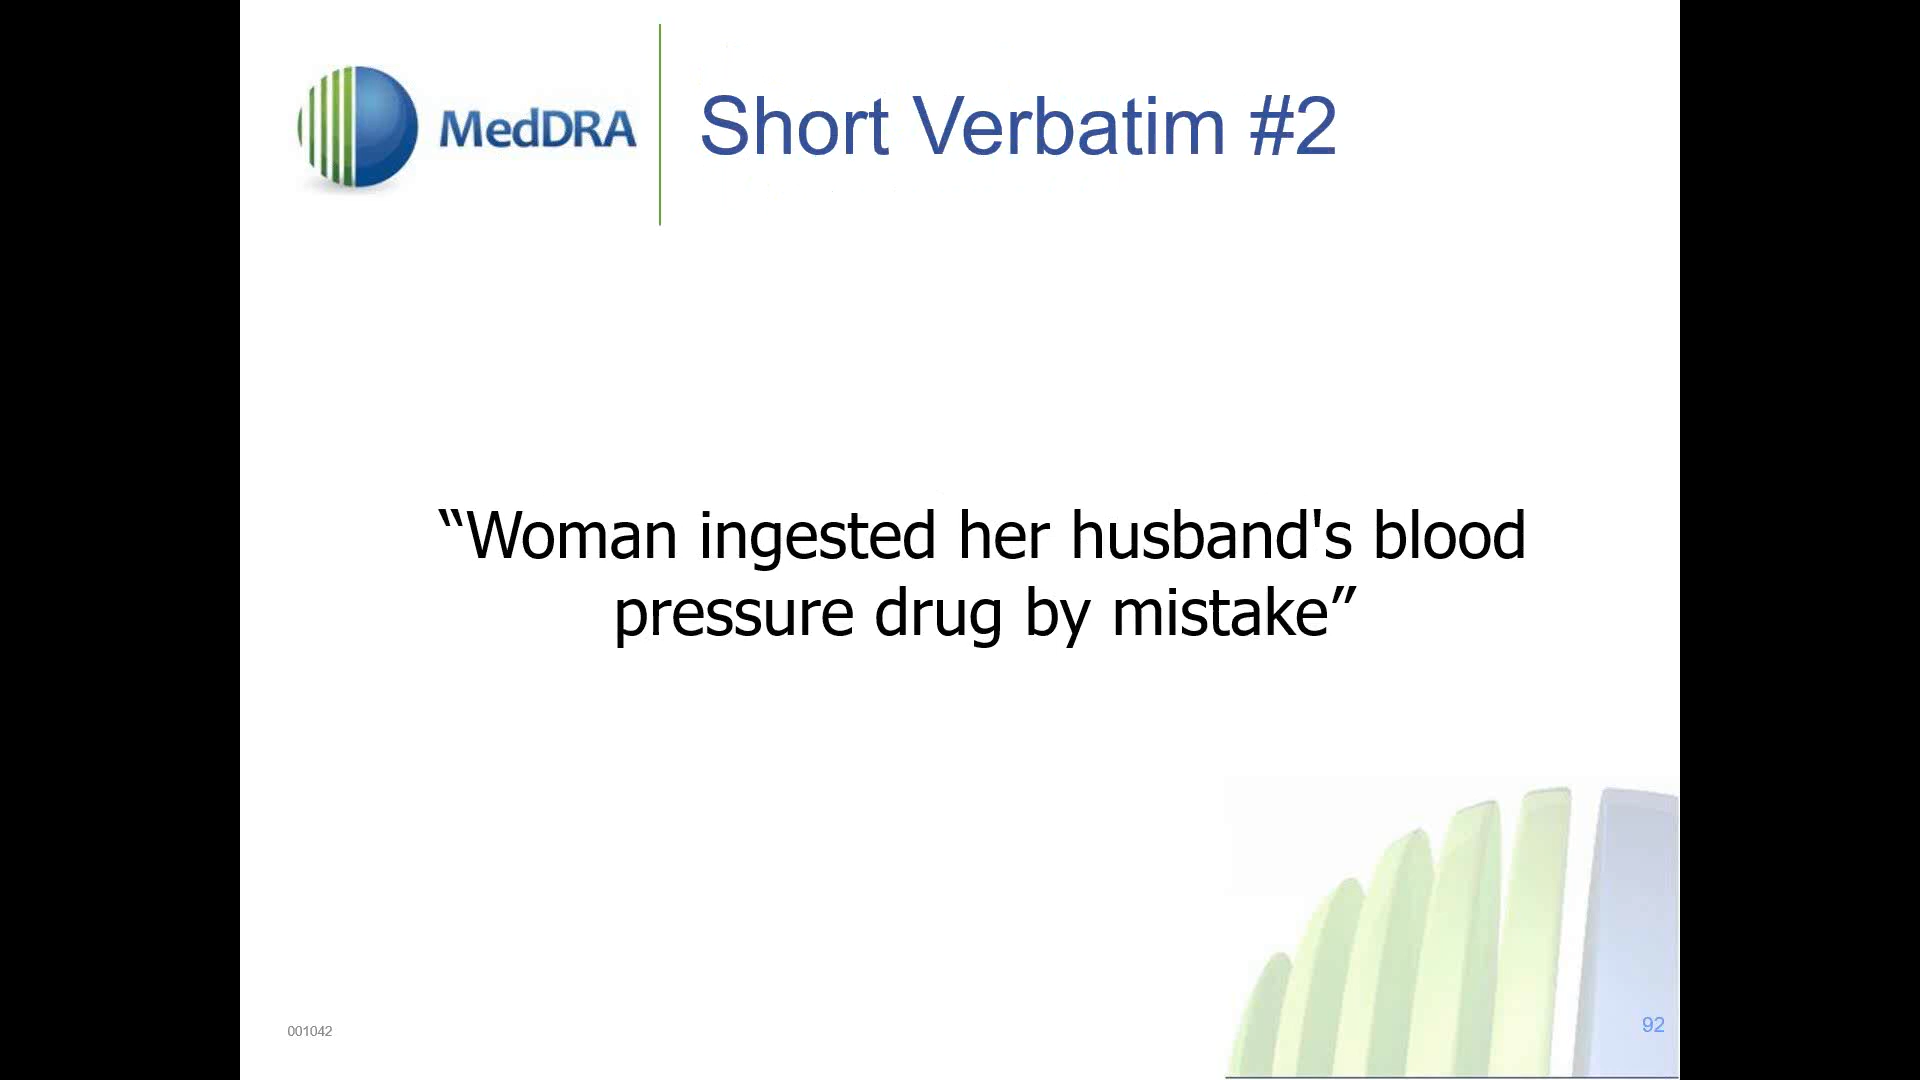 MedDRA
Short Verbatim #2
“Woman ingested her husband's blood
pressure drug by mistake”
001042
92